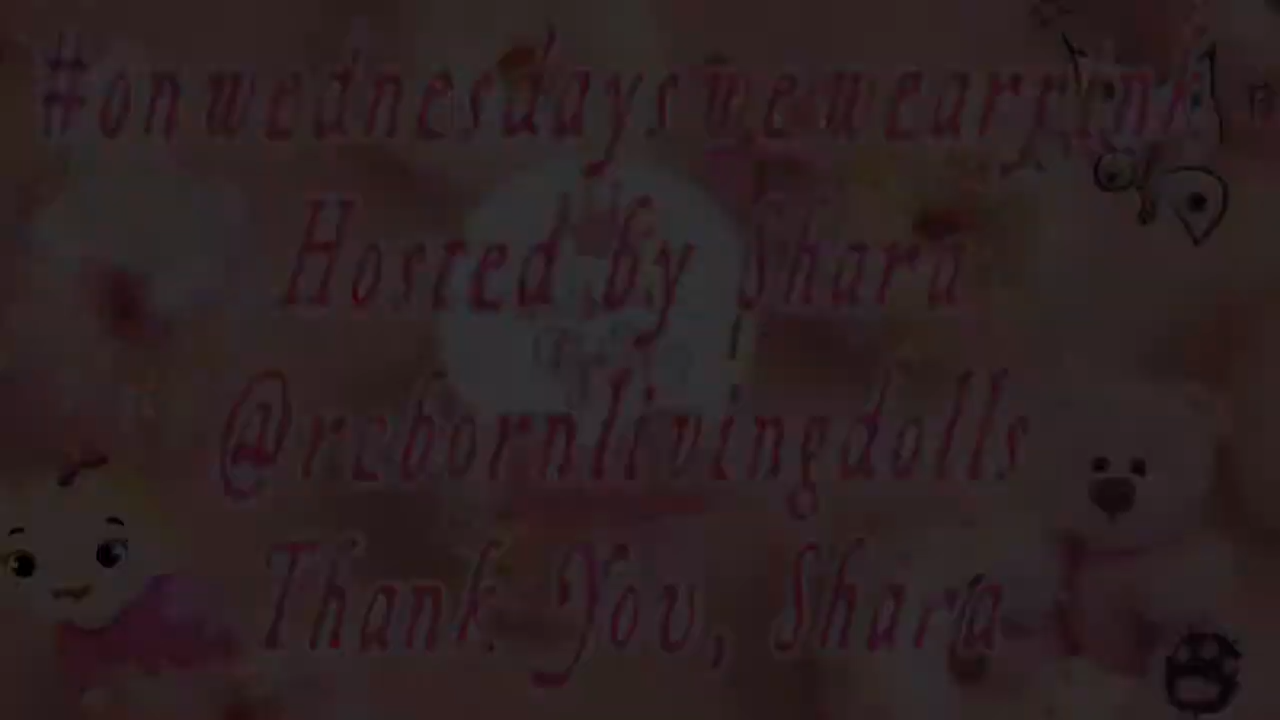 #onwednesdayswewearpink
Hosted by Shara
@rebornlivingdolls
Thank You, Shara